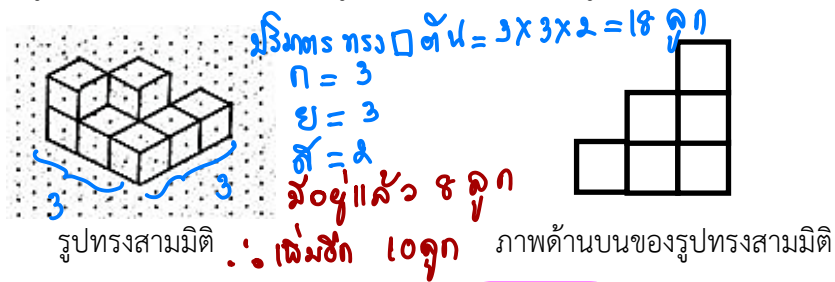 ปริมาตร ทรง□ตัน = 3×3×2 = 18 ลูก
ก = 3
ย = 3
ส = 2
มีอยู่แล้ว 8 ลูก
∴ เพิ่มอีก 10 ลูก
3
3
รูปทรงสามมิติ
ภาพด้านบนของรูปทรงสามมิติ